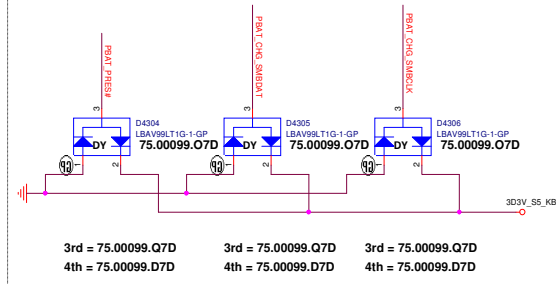 PBAT_PRES#
PBAT_CHG_SMBDAT
PBAT_CHG_SMBCLK
3
3
3
D4304
LBAV99LT1G-1-GP
75.00099.O7D
D4305
LBAV99LT1G-1-GP
75.00099.O7D
D4306
LBAV99LT1G-1-GP
75.00099.O7D
DY
DY
DY
1
2
1
2
1
2
3D3V_S5_KB
3rd = 75.00099.Q7D
3rd = 75.00099.Q7D
3rd = 75.00099.Q7D
4th = 75.00099.D7D
4th = 75.00099.D7D
4th = 75.00099.D7D